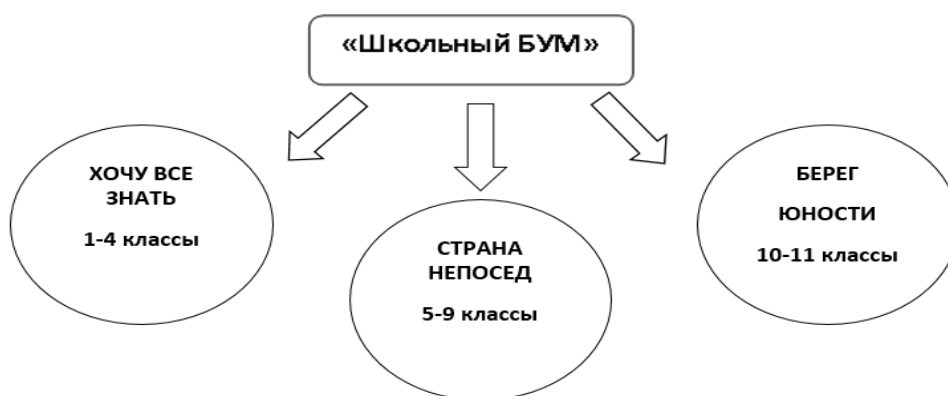 «Школьный БУМ»
ХОЧУ ВСЕ
ЗНАТЬ
1-4 классы
СТРАНА
НЕПОСЕД
5-9 классы
БЕРЕГ
ЮНОСТИ
10-11 классы